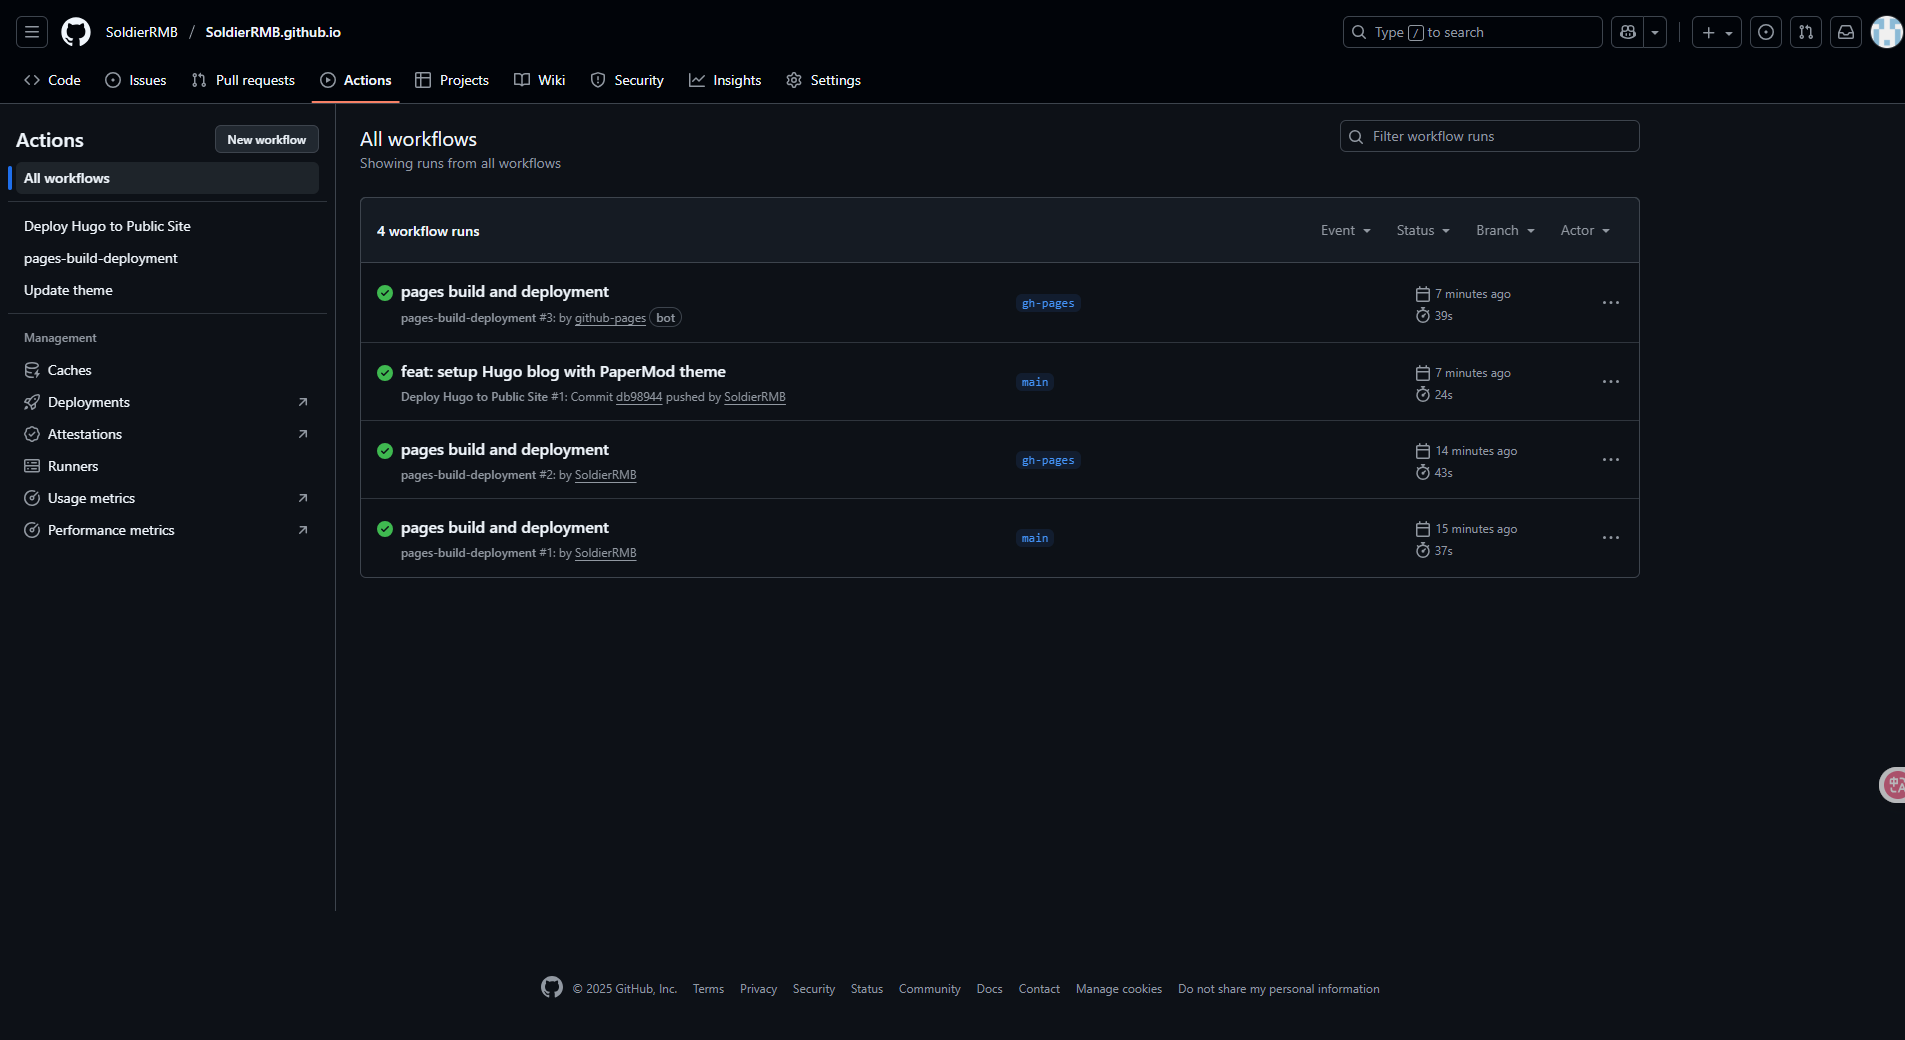 SoldierRMB / SoldierRMB.github.io
Type / to search
Code
Issues
Pull requests
Actions
Projects
Wiki
Security
Insights
Settings
Actions
New workflow
All workflows
Deploy Hugo to Public Site
pages-build-deployment
Update theme
Management
Caches
Deployments
Attestations
Runners
Usage metrics
Performance metrics
All workflows
Showing runs from all workflows
Filter workflow runs
4 workflow runs
Event
Status
Branch
Actor
pages build and deployment
pages-build-deployment #3: by github-pages bot
gh-pages
7 minutes ago
39s
feat: setup Hugo blog with PaperMod theme
Deploy Hugo to Public Site #1: Commit db98944 pushed by SoldierRMB
main
7 minutes ago
24s
pages build and deployment
pages-build-deployment #2: by SoldierRMB
gh-pages
14 minutes ago
43s
pages build and deployment
pages-build-deployment #1: by SoldierRMB
main
15 minutes ago
37s
中A
© 2025 GitHub, Inc.
Terms
Privacy
Security
Status
Community
Docs
Contact
Manage cookies
Do not share my personal information